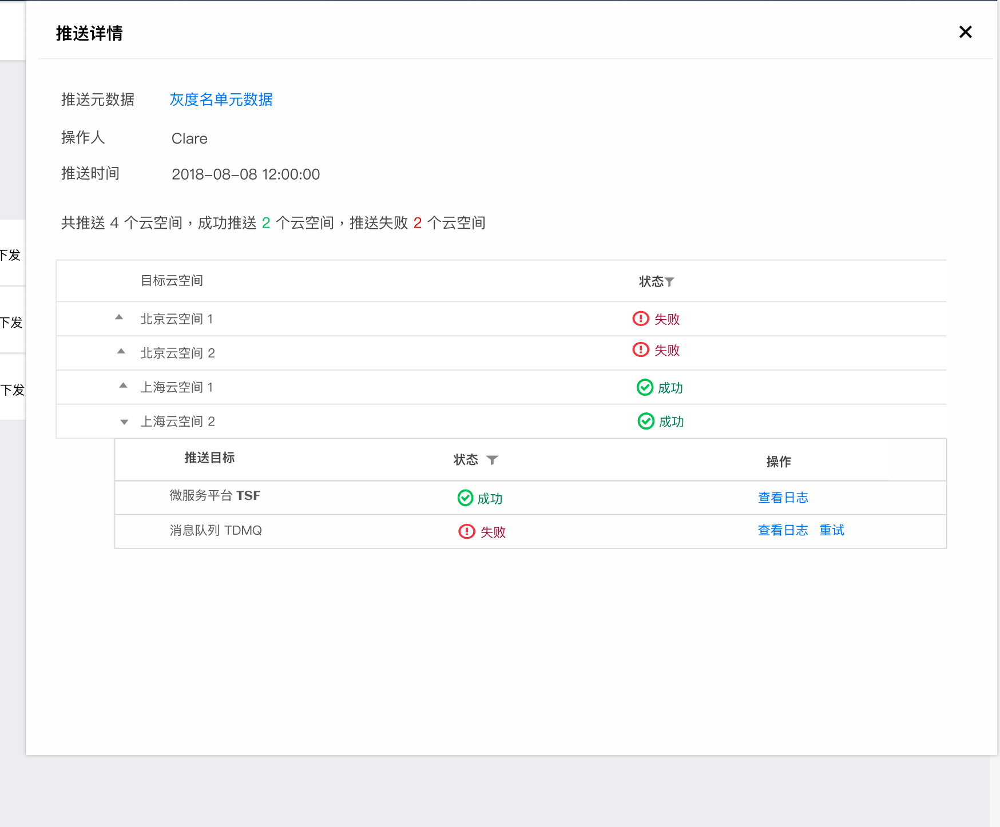 推送详情
推送元数据 灰度名单元数据
操作人 Clare
推送时间 2018-08-08 12:00:00
共推送 4 个云空间，成功推送 2 个云空间，推送失败 2 个云空间
下发
下发
下发
目标云空间 状态
北京云空间 1 失败
北京云空间 2 失败
上海云空间 1 成功
上海云空间 2 成功
推送目标 状态 操作
微服务平台 TSF 成功 查看日志
消息队列 TDMQ 失败 查看日志 重试